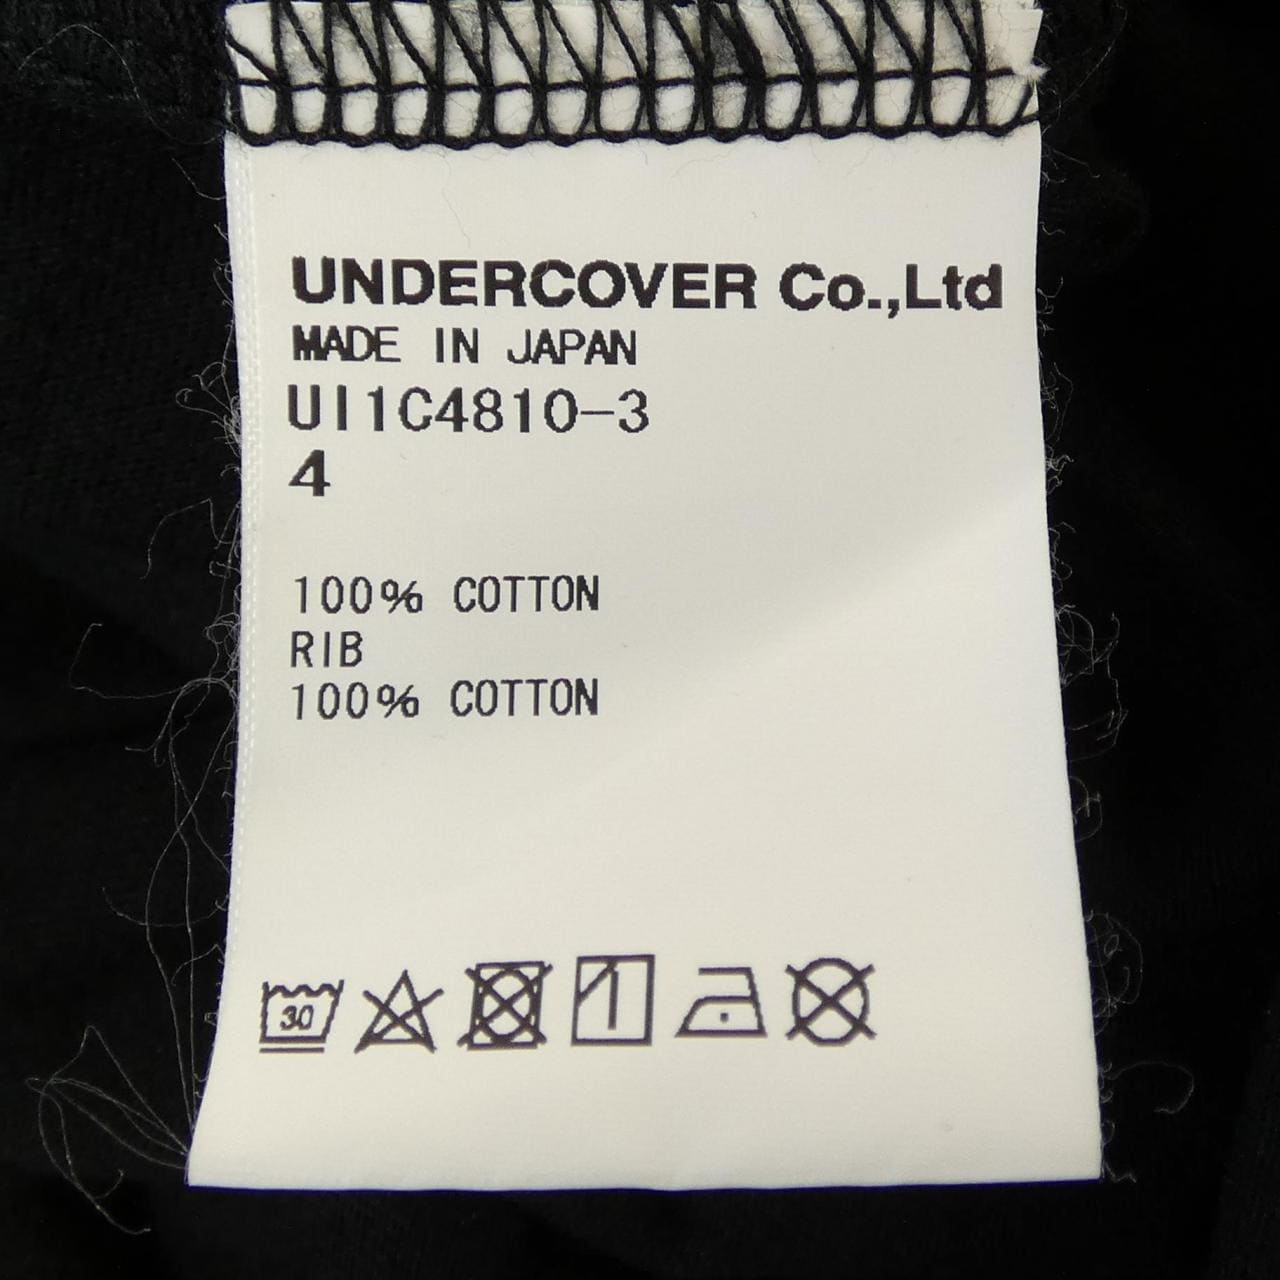 UNDERCOVER Co.,Ltd
MADE IN JAPAN
UI1C4810-3
4
100% COTTON
RIB
100% COTTON
30